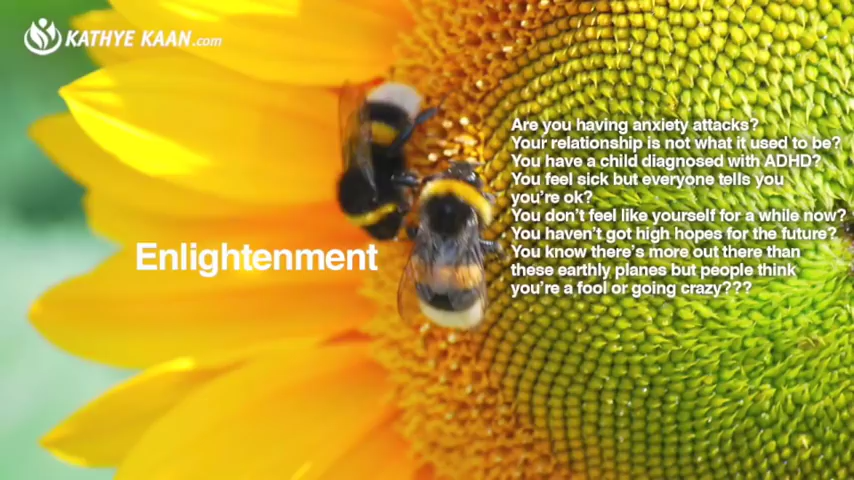 KATHYE KAAN.com
Are you having anxiety attacks?
Your relationship is not what it used to be?
You have a child diagnosed with ADHD?
You feel sick but everyone tells you
you're ok?
You don't feel like yourself for a while now?
You haven't got high hopes for the future?
You know there's more out there than
these earthly planes but people think
you're a fool or going crazy???
Enlightenment